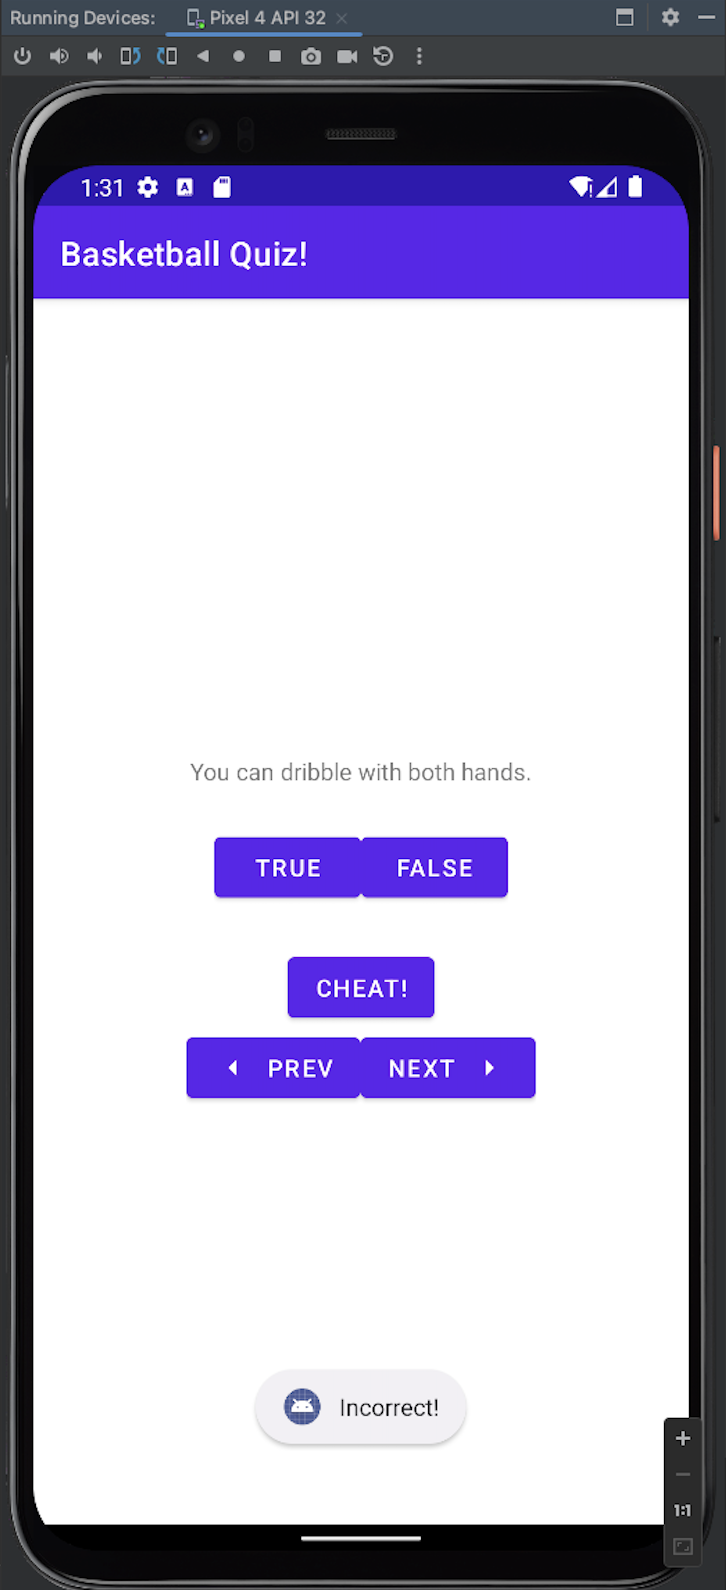 Running Devices: Pixel 4 API 32
1:31
Basketball Quiz!
You can dribble with both hands.
TRUE FALSE
CHEAT!
PREV NEXT
Incorrect!
1:1